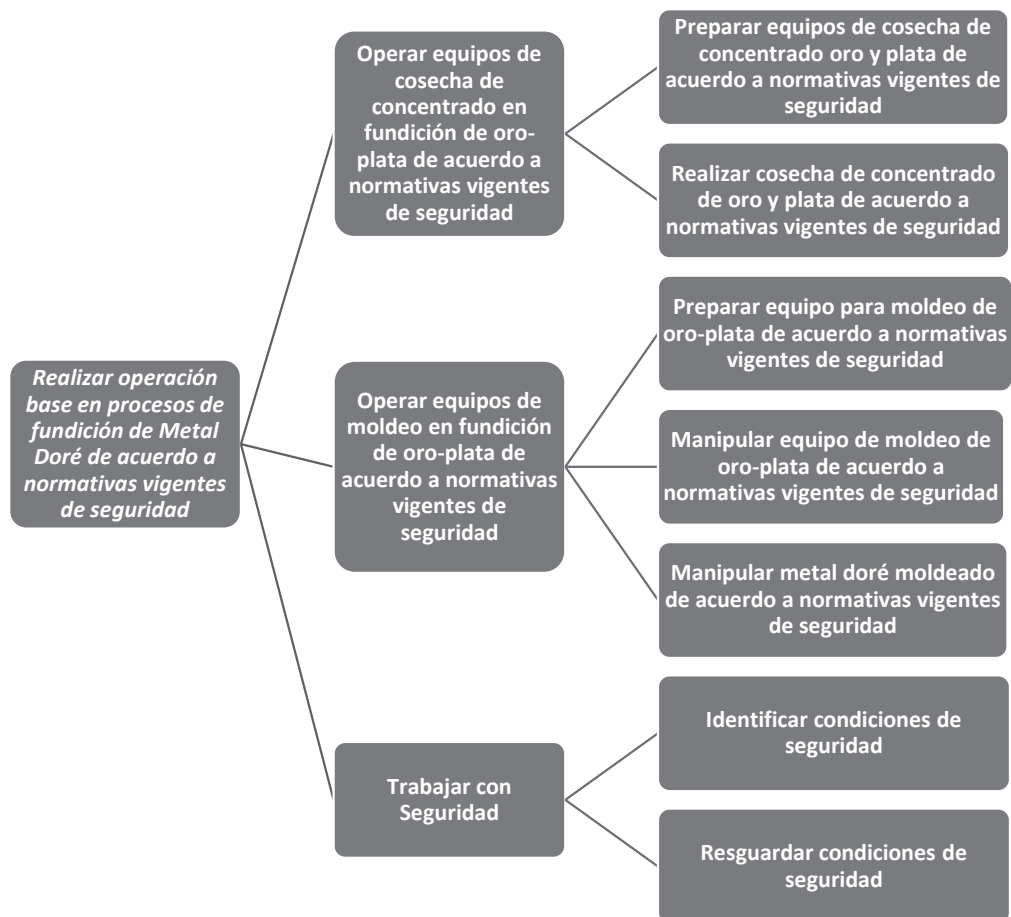 Realizar operación
base en procesos de
fundición de Metal
Doré de acuerdo a
normativas vigentes
de seguridad
Operar equipos de
cosecha de
concentrado en
fundición de oro-
plata de acuerdo a
normativas vigentes
de seguridad
Preparar equipos de cosecha de
concentrado oro y plata de
acuerdo a normativas vigentes de
seguridad
Realizar cosecha de concentrado
de oro y plata de acuerdo a
normativas vigentes de seguridad
Operar equipos de
moldeo en fundición
de oro-plata de
acuerdo a normativas
vigentes de
seguridad
Preparar equipo para moldeo de
oro-plata de acuerdo a normativas
vigentes de seguridad
Manipular equipo de moldeo de
oro-plata de acuerdo a
normativas vigentes de seguridad
Manipular metal doré moldeado
de acuerdo a normativas vigentes
de seguridad
Trabajar con
Seguridad
Identificar condiciones de
seguridad
Resguardar condiciones de
seguridad